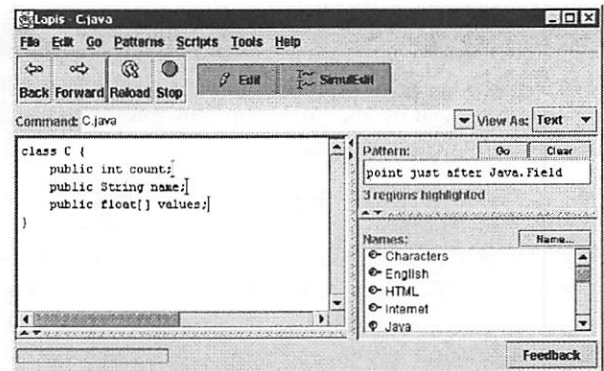 Lapis - C.java
File Edit Go Patterns Scripts Tools Help
Back Forward Reload Stop Edit SimulEdit
Command: C.java View As: Text
class C {
public int count;
public String name;
public float[] values;
}
Pattern: Go Clear
point just after Java.Field
3 regions highlighted
Names: Name...
Characters
English
HTML
Internet
Java
Feedback